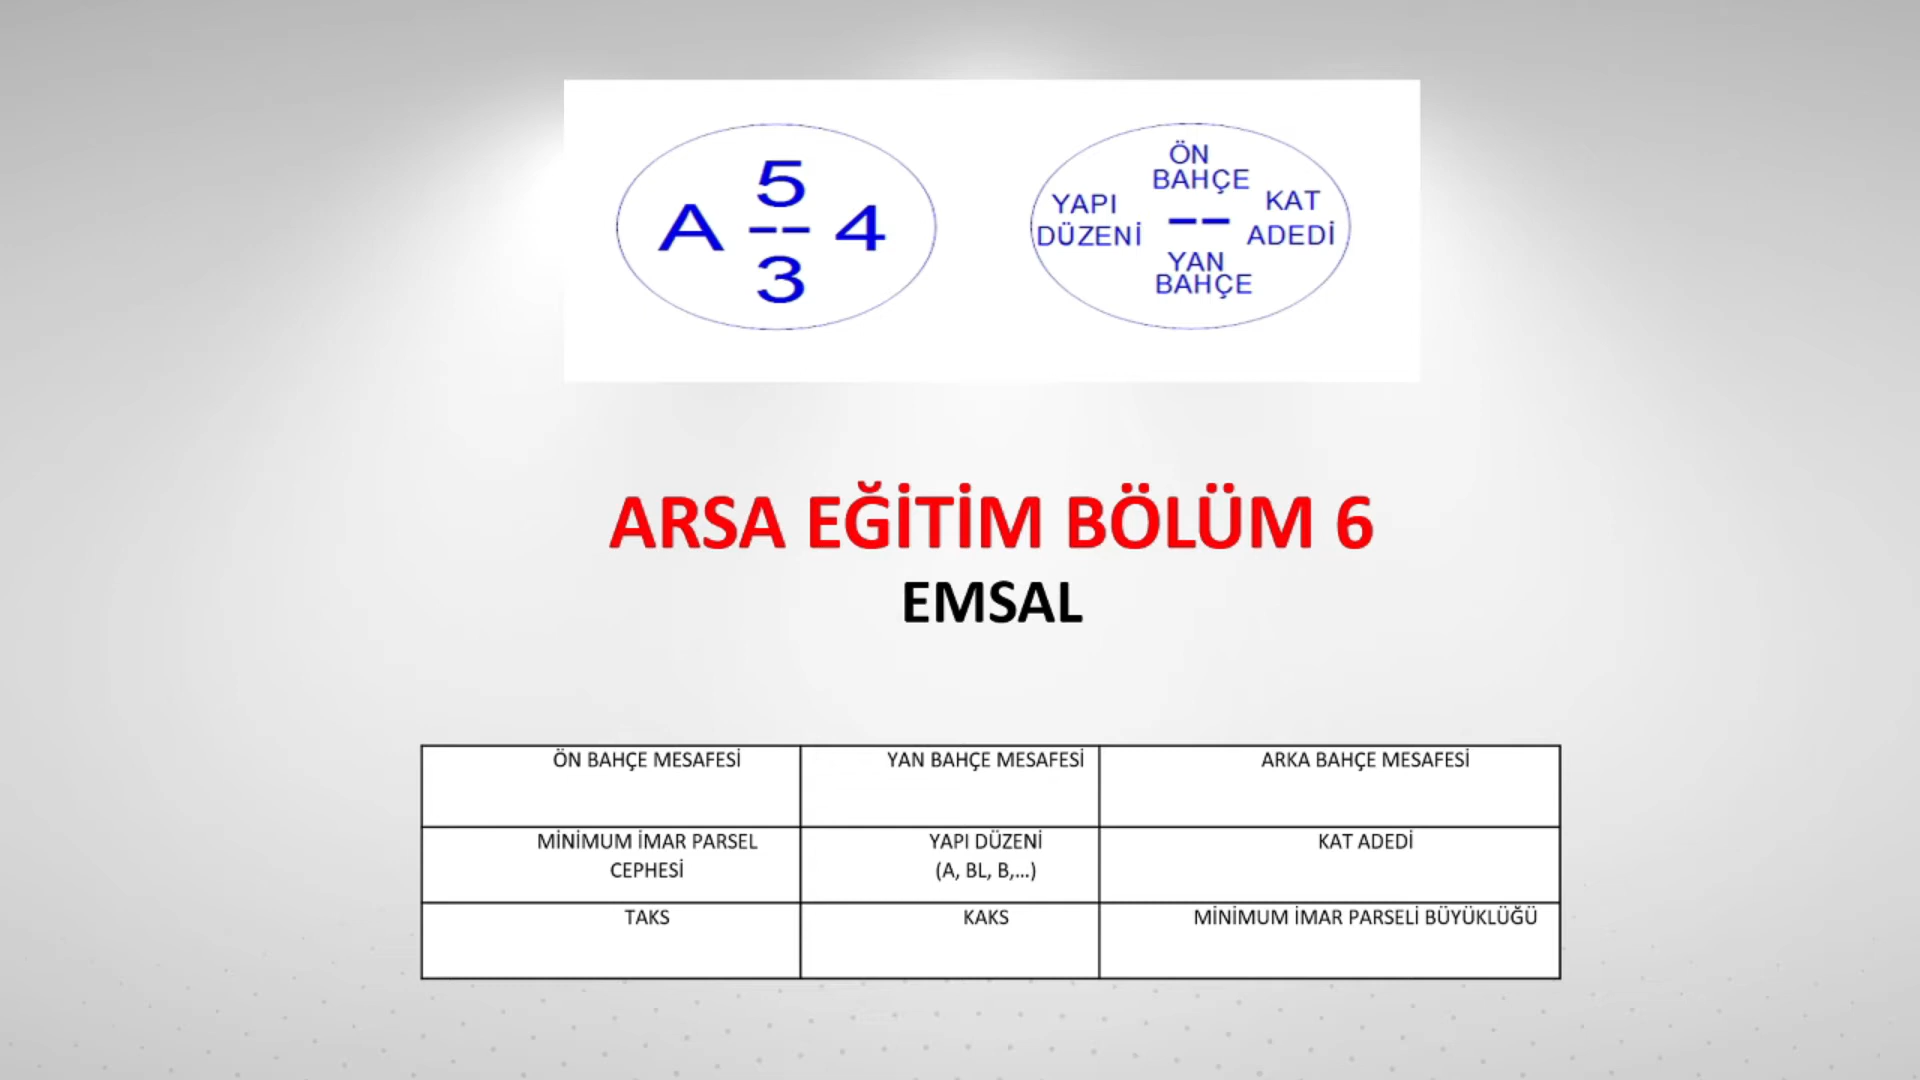 A 5 -- 3 4
YAPI DÜZENİ
ÖN BAHÇE
--
YAN BAHÇE
KAT ADEDİ
ARSA EĞİTİM BÖLÜM 6
EMSAL
ÖN BAHÇE MESAFESİ
YAN BAHÇE MESAFESİ
ARKA BAHÇE MESAFESİ
MİNİMUM İMAR PARSEL
CEPHESİ
YAPI DÜZENİ
(A, BL, B,...)
KAT ADEDİ
TAKS
KAKS
MİNİMUM İMAR PARSELİ BÜYÜKLÜĞÜ